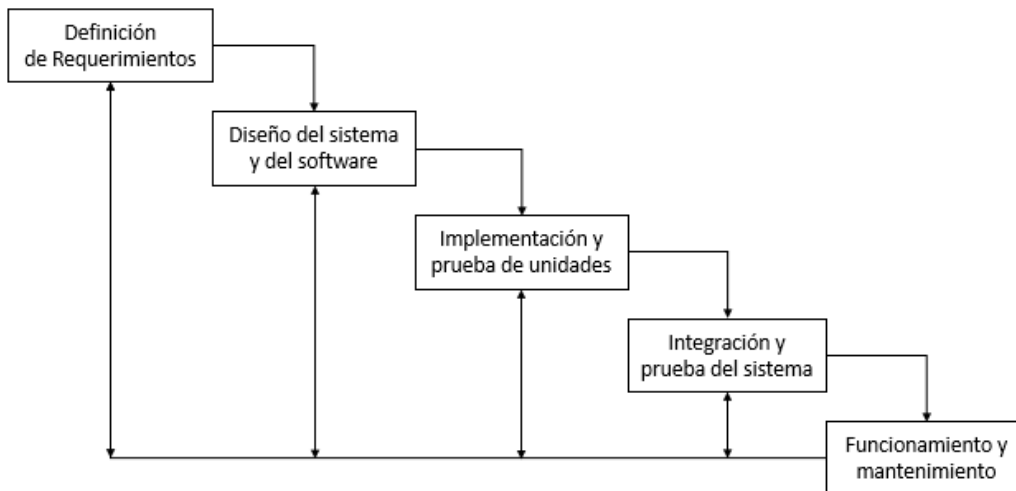 Definición
de Requerimientos
Diseño del sistema
y del software
Implementación y
prueba de unidades
Integración y
prueba del sistema
Funcionamiento y
mantenimiento